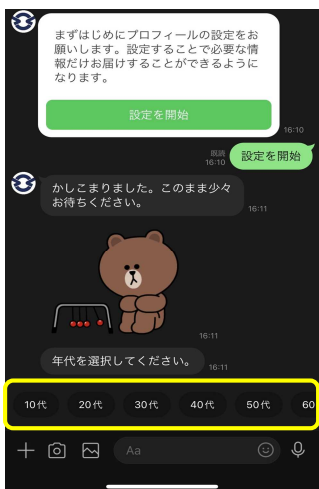 まずはじめにプロフィールの設定をお
願いします。設定することで必要な情
報だけお届けすることができるように
なります。
設定を開始
16:10
既読
16:10
設定を開始
かしこまりました。このまま少々
お待ちください。
16:11
16:11
年代を選択してください。
16:11
10代
20代
30代
40代
50代
60
Aa